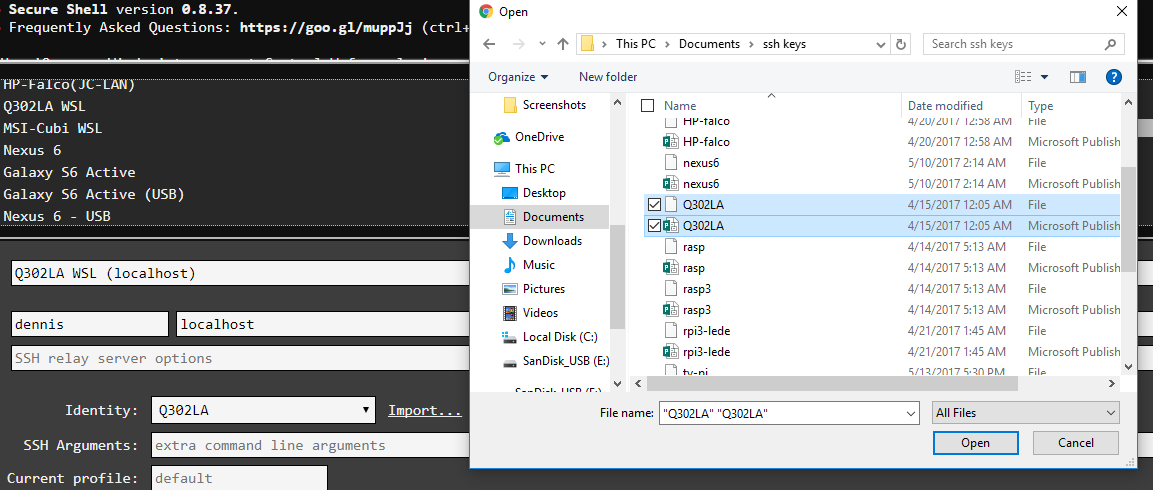 Secure Shell version 0.8.37.
Frequently Asked Questions: https://goo.gl/muppJj (ctrl+
HP-Falco(JC-LAN)
Q302LA WSL
MSI-Cubi WSL
Nexus 6
Galaxy S6 Active
Galaxy S6 Active (USB)
Nexus 6 - USB
Q302LA WSL (localhost)
dennis
localhost
SSH relay server options
Identity: Q302LA Import...
SSH Arguments: extra command line arguments
Current profile: default
Open
This PC > Documents > ssh keys
Search ssh keys
Organize
New folder
Screenshots
OneDrive
This PC
Desktop
Documents
Downloads
Music
Pictures
Videos
Local Disk (C:)
SanDisk_USB (E:)
Name Date modified Type
HP-falco 4/20/2017 12:58 AM File
HP-falco 4/20/2017 12:58 AM Microsoft Publish
nexus6 5/10/2017 2:14 AM File
nexus6 5/10/2017 2:14 AM Microsoft Publish
Q302LA 4/15/2017 12:05 AM File
Q302LA 4/15/2017 12:05 AM Microsoft Publish
rasp 4/14/2017 5:13 AM File
rasp 4/14/2017 5:13 AM Microsoft Publish
rasp3 4/14/2017 5:13 AM File
rasp3 4/14/2017 5:13 AM Microsoft Publish
rpi3-lede 4/21/2017 1:45 AM File
rpi3-lede 4/21/2017 1:45 AM Microsoft Publish
5/13/2017 5:30 PM File
File name: "Q302LA" "Q302LA"
All Files
Open
Cancel